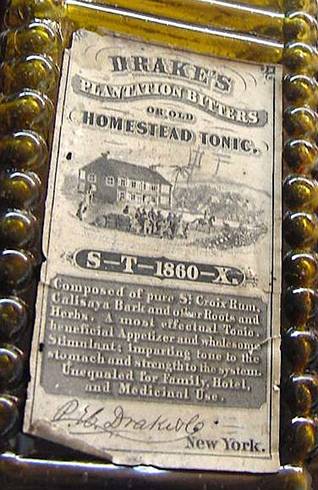 DRAKE'S
PLANTATION BITTERS
OR OLD
HOMESTEAD TONIC.
S–T–1860–X.
Composed of pure St Croix Rum,
Calisaya Bark and other Roots and
Herbs. A most effectual Tonic,
beneficial Appetizer and wholesome
Stimulant: Imparting tone to the
stomach and strength to the system.
Unequaled for Family, Hotel,
and Medicinal Use.
P. H. Drake & Co
New York.